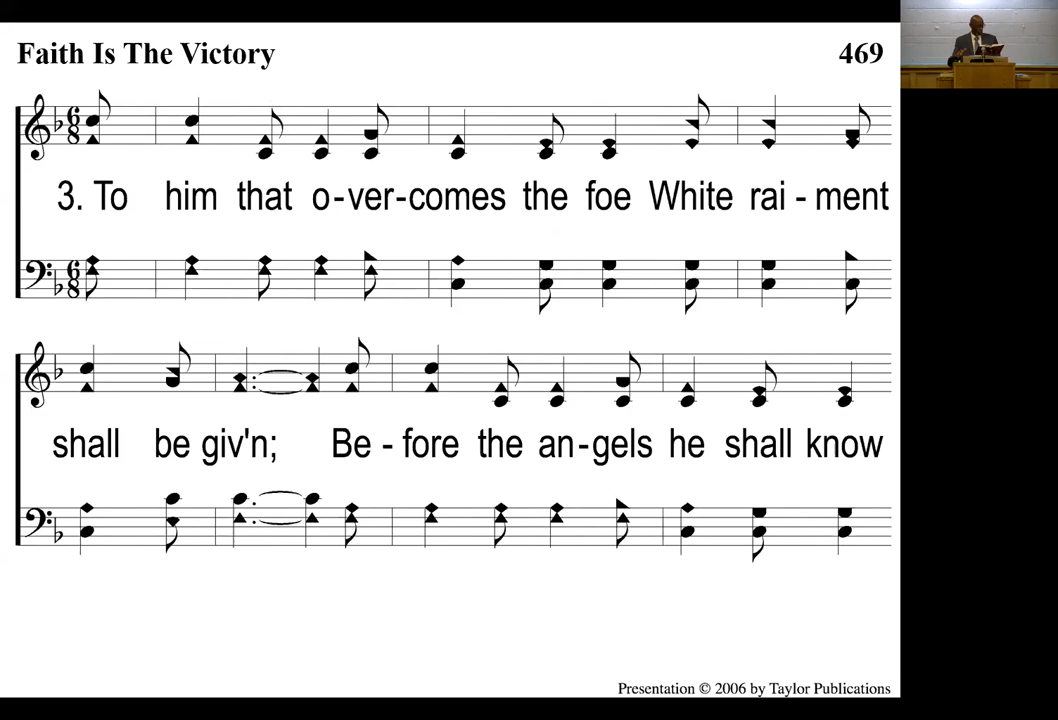 Faith Is The Victory 469
3. To him that o-ver-comes the foe White rai - ment
shall be giv'n; Be - fore the an-gels he shall know
Presentation © 2006 by Taylor Publications